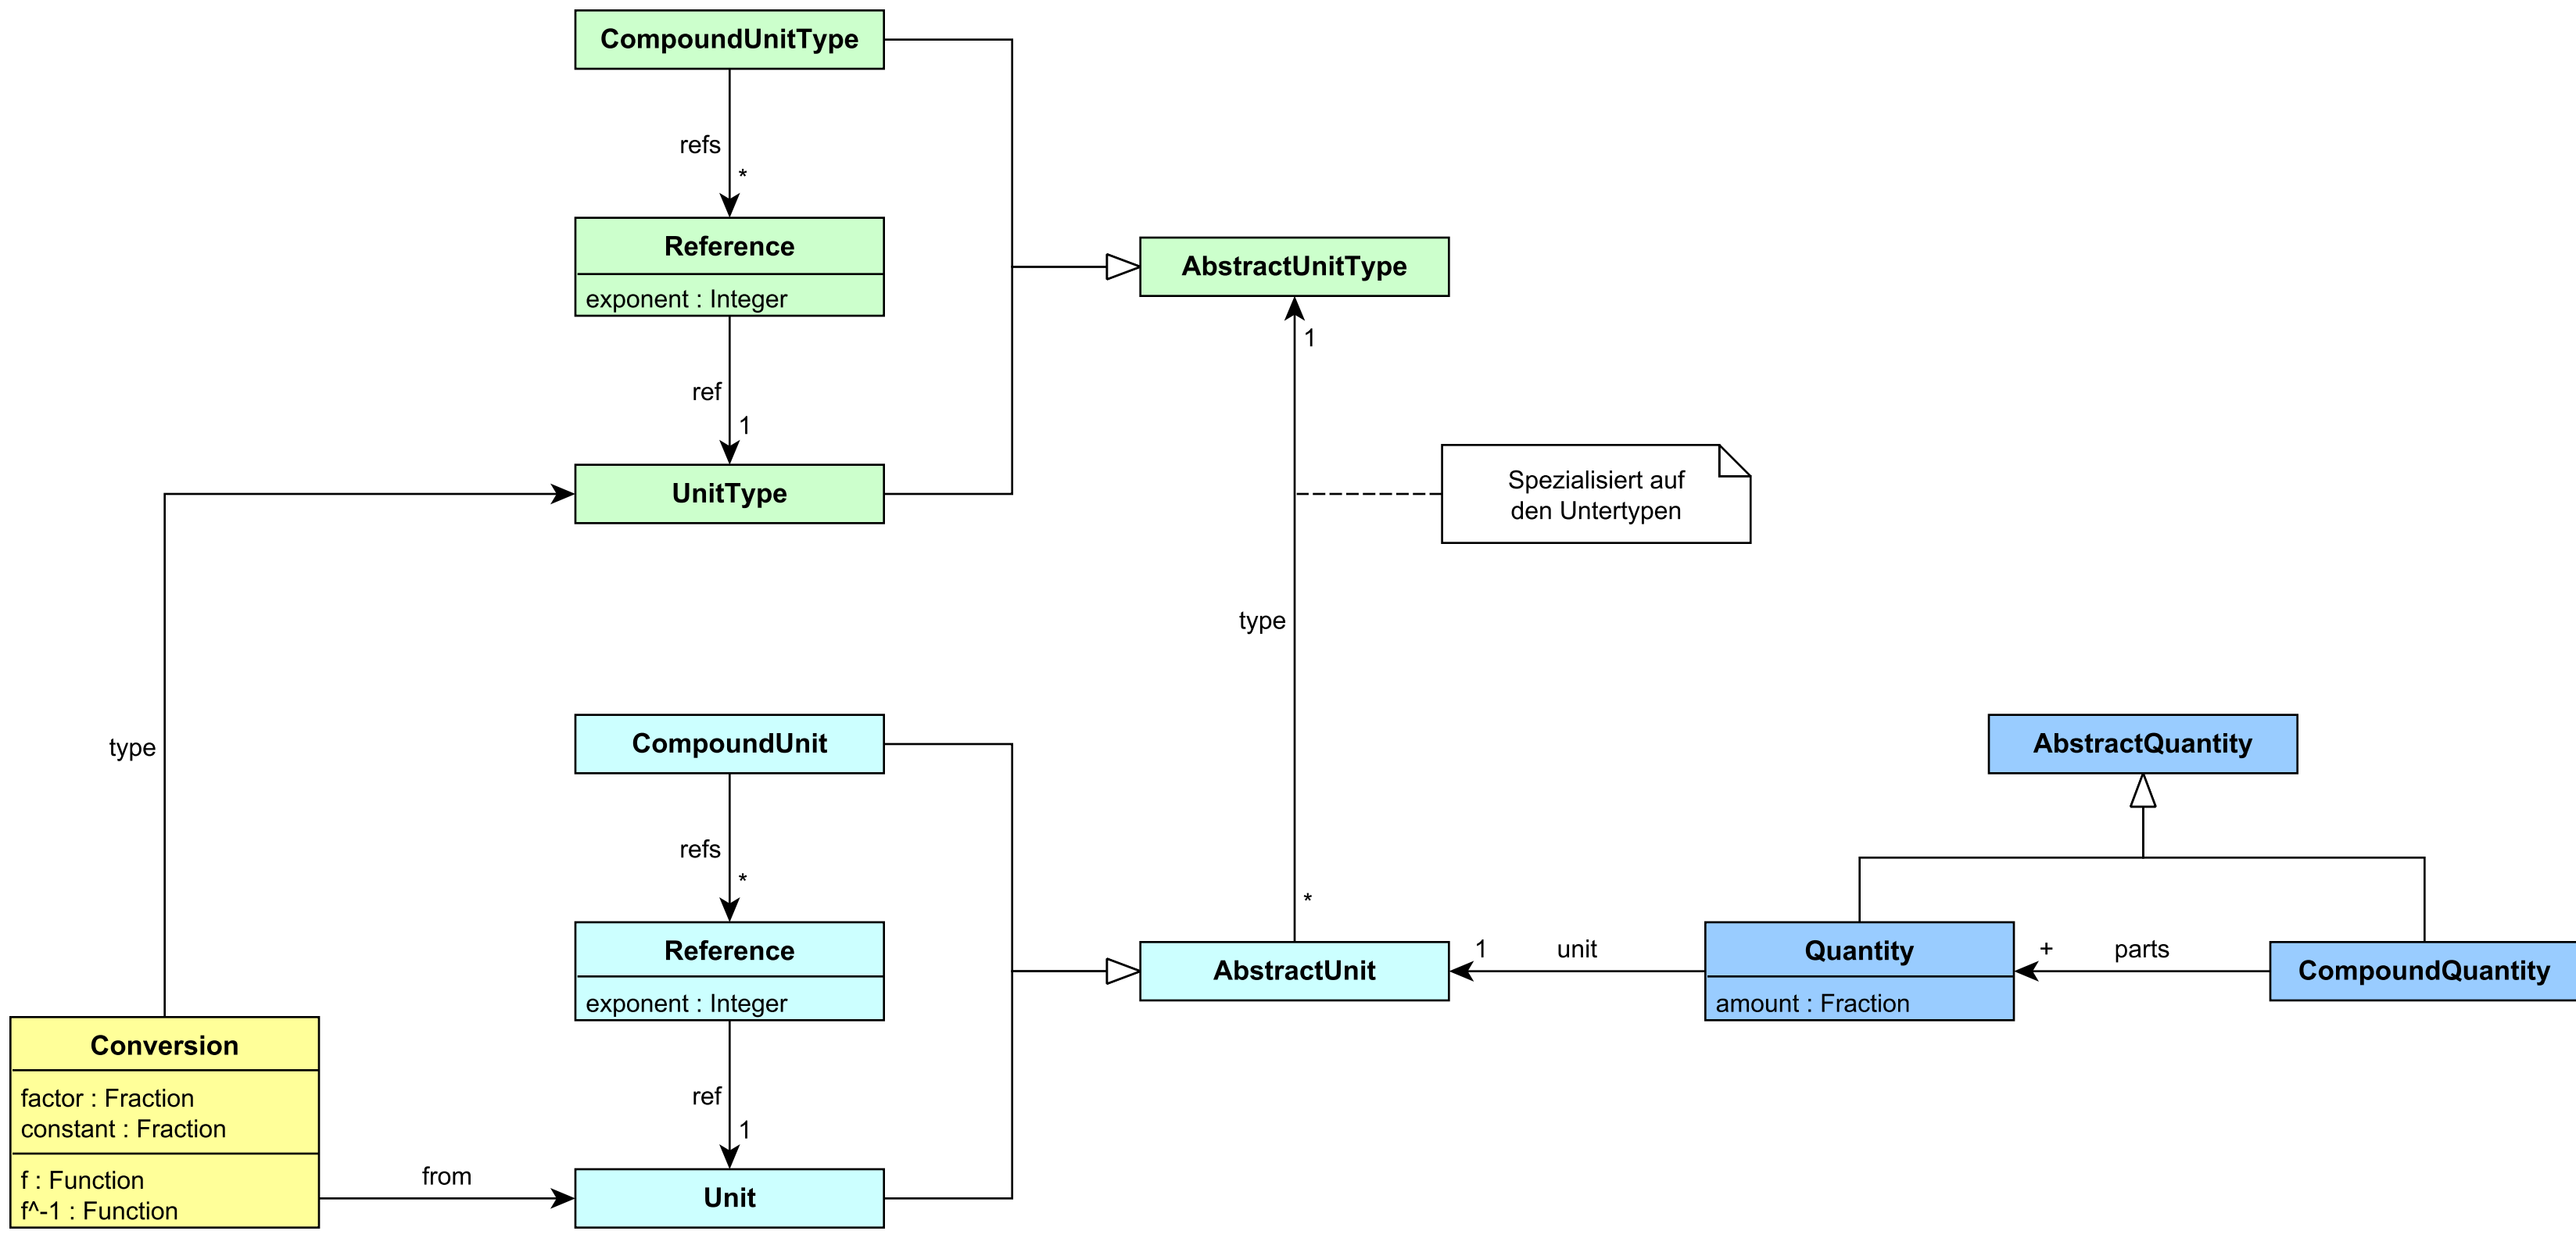 CompoundUnitType
refs
*
Reference
exponent : Integer
AbstractUnitType
1
ref
1
UnitType
Spezialisiert auf
den Untertypen
type
type
CompoundUnit
AbstractQuantity
refs
*
*
Reference
exponent : Integer
AbstractUnit
1
unit
Quantity
amount : Fraction
+
parts
CompoundQuantity
Conversion
factor : Fraction
constant : Fraction
f : Function
f^-1 : Function
ref
1
from
Unit